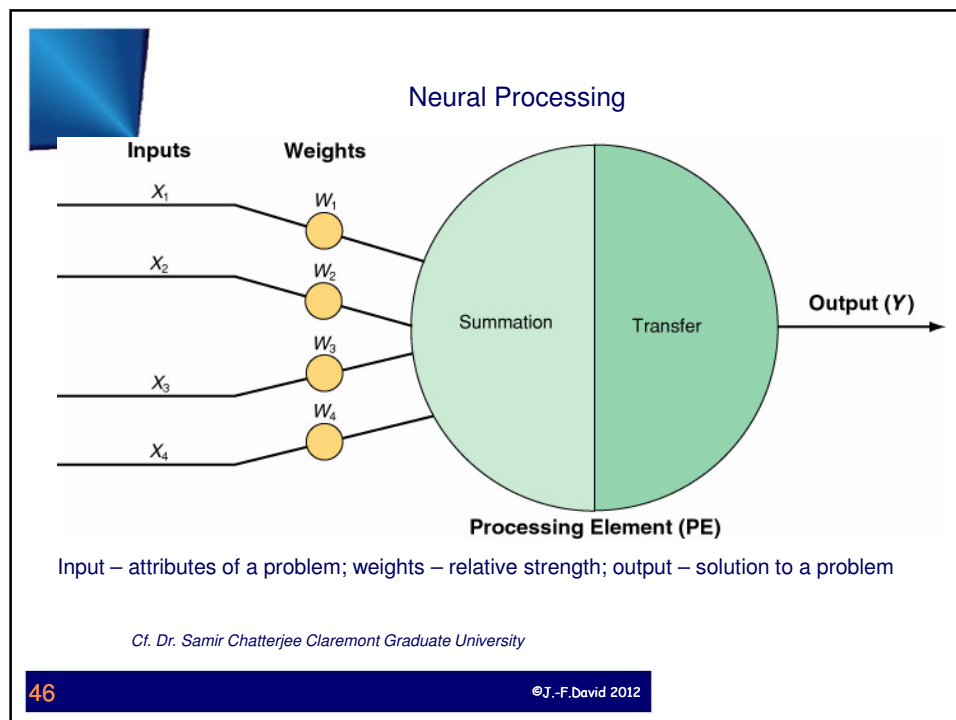 Neural Processing
Inputs Weights
X1
W1
X2
W2
Summation Transfer
Output (Y)
W3
X3
W4
X4
Processing Element (PE)
Input – attributes of a problem; weights – relative strength; output – solution to a problem
Cf. Dr. Samir Chatterjee Claremont Graduate University
46 ©J.-F.David 2012